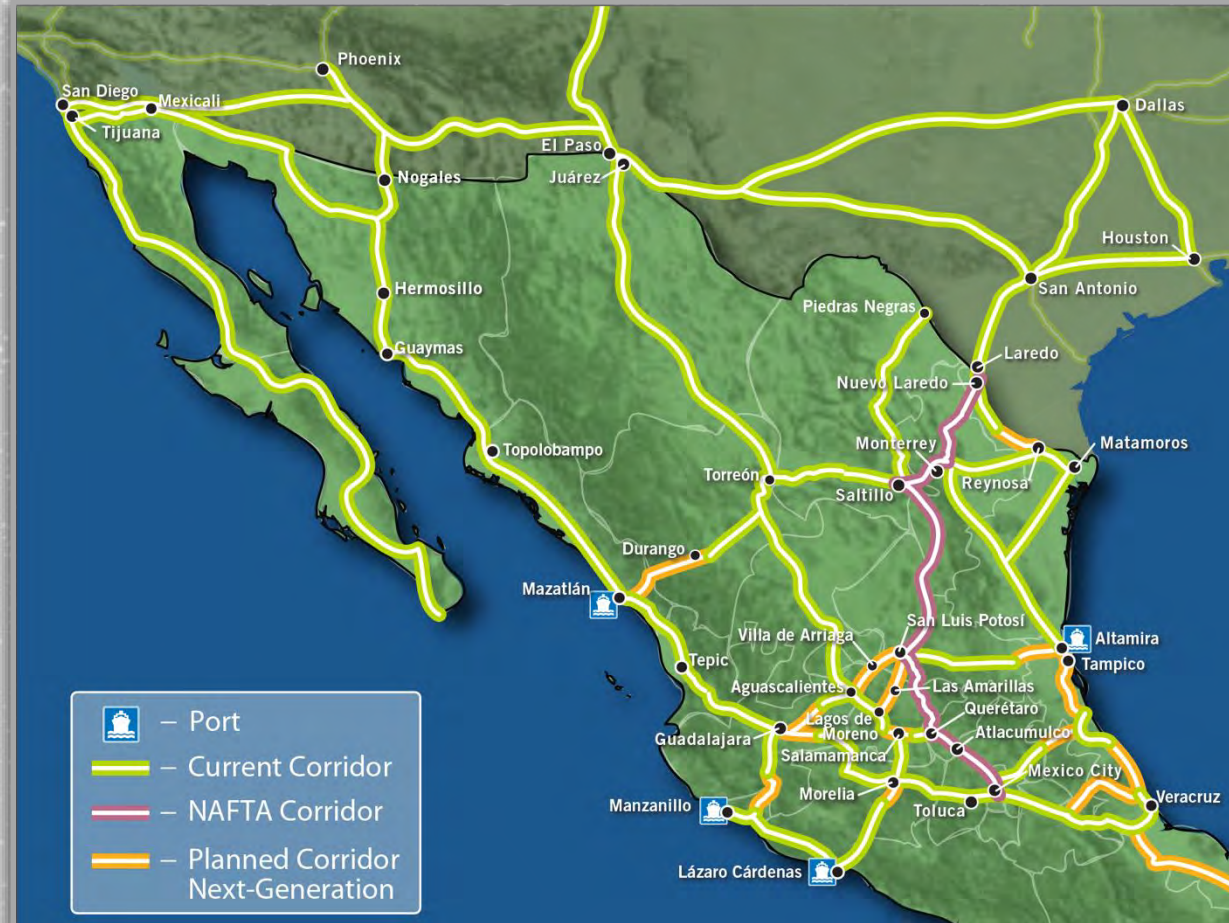 Phoenix
San Diego
Mexicali
Tijuana
Dallas
El Paso
Juárez
Nogales
Houston
San Antonio
Hermosillo
Piedras Negras
Guaymas
Laredo
Nuevo Laredo
Topolobampo
Monterrey
Matamoros
Torreón
Saltillo
Reynosa
Durango
Mazatlán
San Luis Potosí
Villa de Arriaga
Altamira
Tampico
Tepic
Aguascalientes
Las Amarillas
Querétaro
Lagos de
Moreno
Guadalajara
Atlacumulco
Salamamanca
Mexico City
Morelia
Toluca
Veracruz
Manzanillo
Lázaro Cárdenas
– Port
– Current Corridor
– NAFTA Corridor
– Planned Corridor
Next-Generation